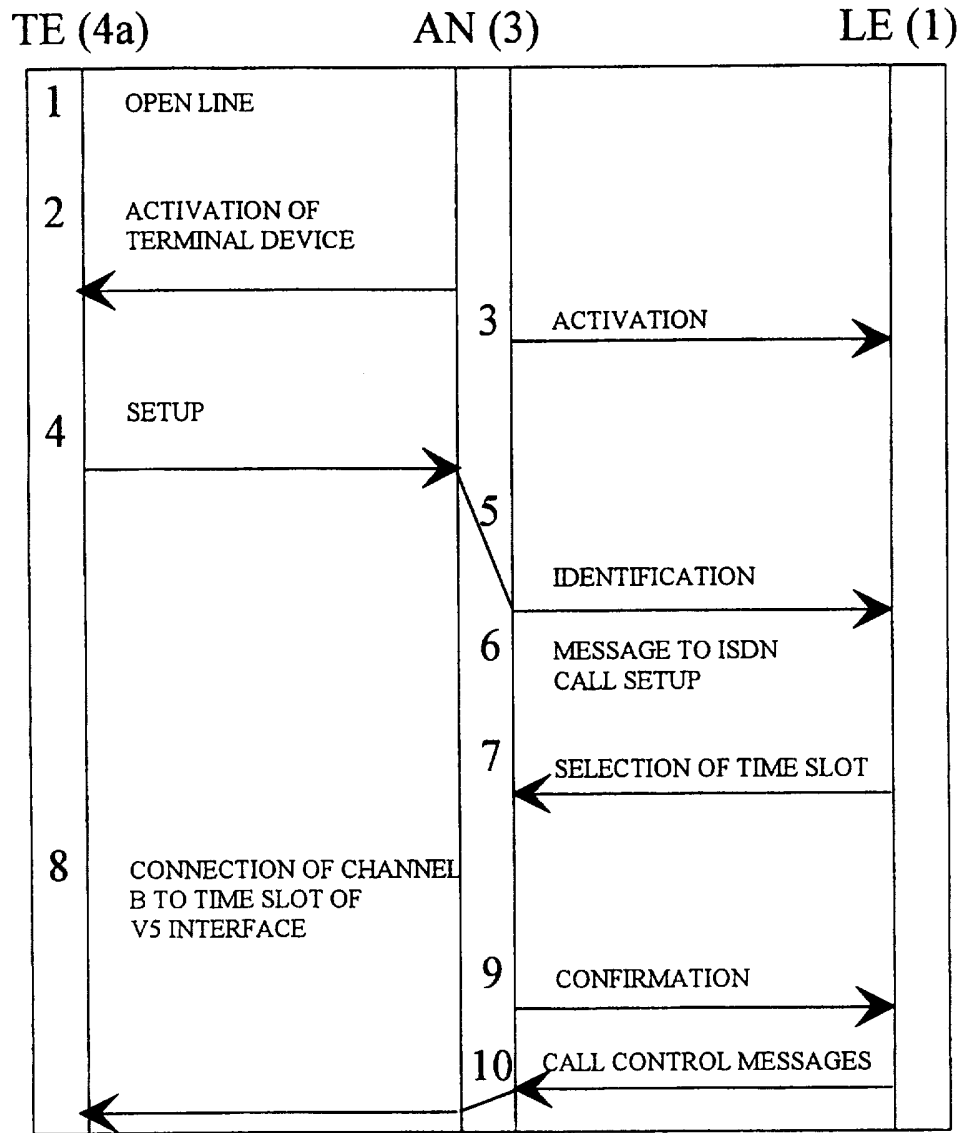 TE (4a) AN (3) LE (1)
1 OPEN LINE
2 ACTIVATION OF
TERMINAL DEVICE
3 ACTIVATION
4 SETUP
5
IDENTIFICATION
6 MESSAGE TO ISDN
CALL SETUP
7 SELECTION OF TIME SLOT
8 CONNECTION OF CHANNEL
B TO TIME SLOT OF
V5 INTERFACE
9 CONFIRMATION
10 CALL CONTROL MESSAGES